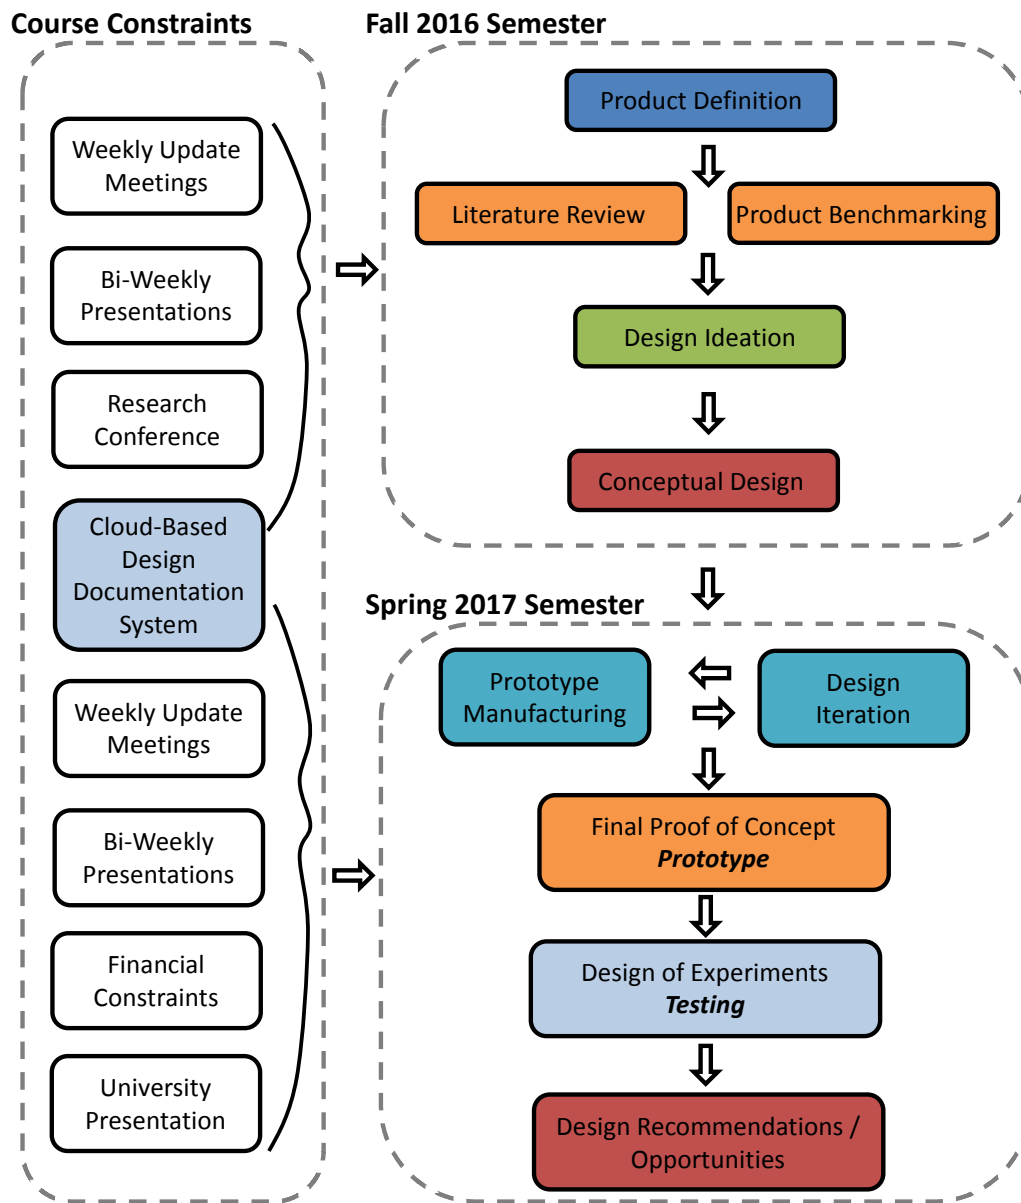 Course Constraints
Weekly Update
Meetings
Bi-Weekly
Presentations
Research
Conference
Cloud-Based
Design
Documentation
System
Weekly Update
Meetings
Bi-Weekly
Presentations
Financial
Constraints
University
Presentation
Fall 2016 Semester
Product Definition
Literature Review
Product Benchmarking
Design Ideation
Conceptual Design
Spring 2017 Semester
Prototype
Manufacturing
Design
Iteration
Final Proof of Concept
Prototype
Design of Experiments
Testing
Design Recommendations /
Opportunities